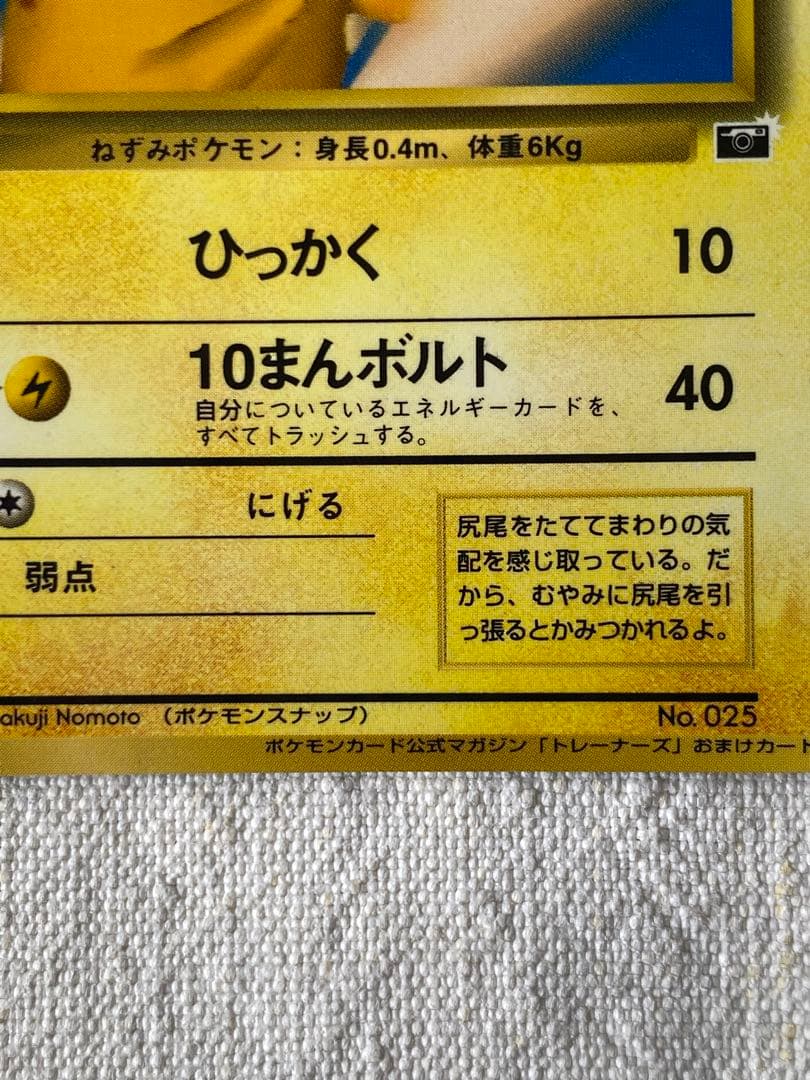 ねずみポケモン：身長0.4m、体重6Kg
ひっかく 10
10まんボルト 40
自分についているエネルギーカードを、
すべてトラッシュする。
にげる
尻尾をたててまわりの気
配を感じ取っている。だ
から、むやみに尻尾を引
っ張るとかみつかれるよ。
弱点
akuji Nomoto （ポケモンスナップ） No. 025
ポケモンカード公式マガジン「トレーナーズ」おまけカート